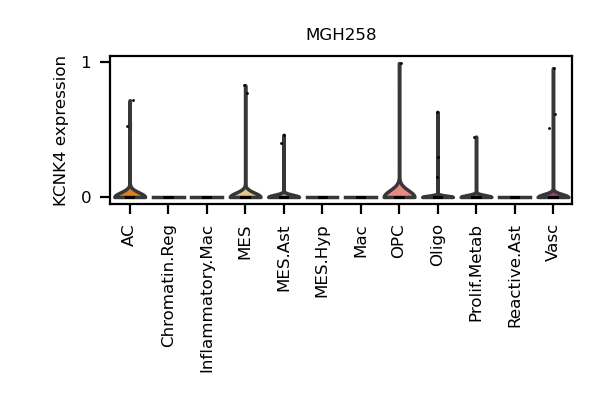 MGH258
KCNK4 expression
1
0
AC
Chromatin.Reg
Inflammatory.Mac
MES
MES.Ast
MES.Hyp
Mac
OPC
Oligo
Prolif.Metab
Reactive.Ast
Vasc